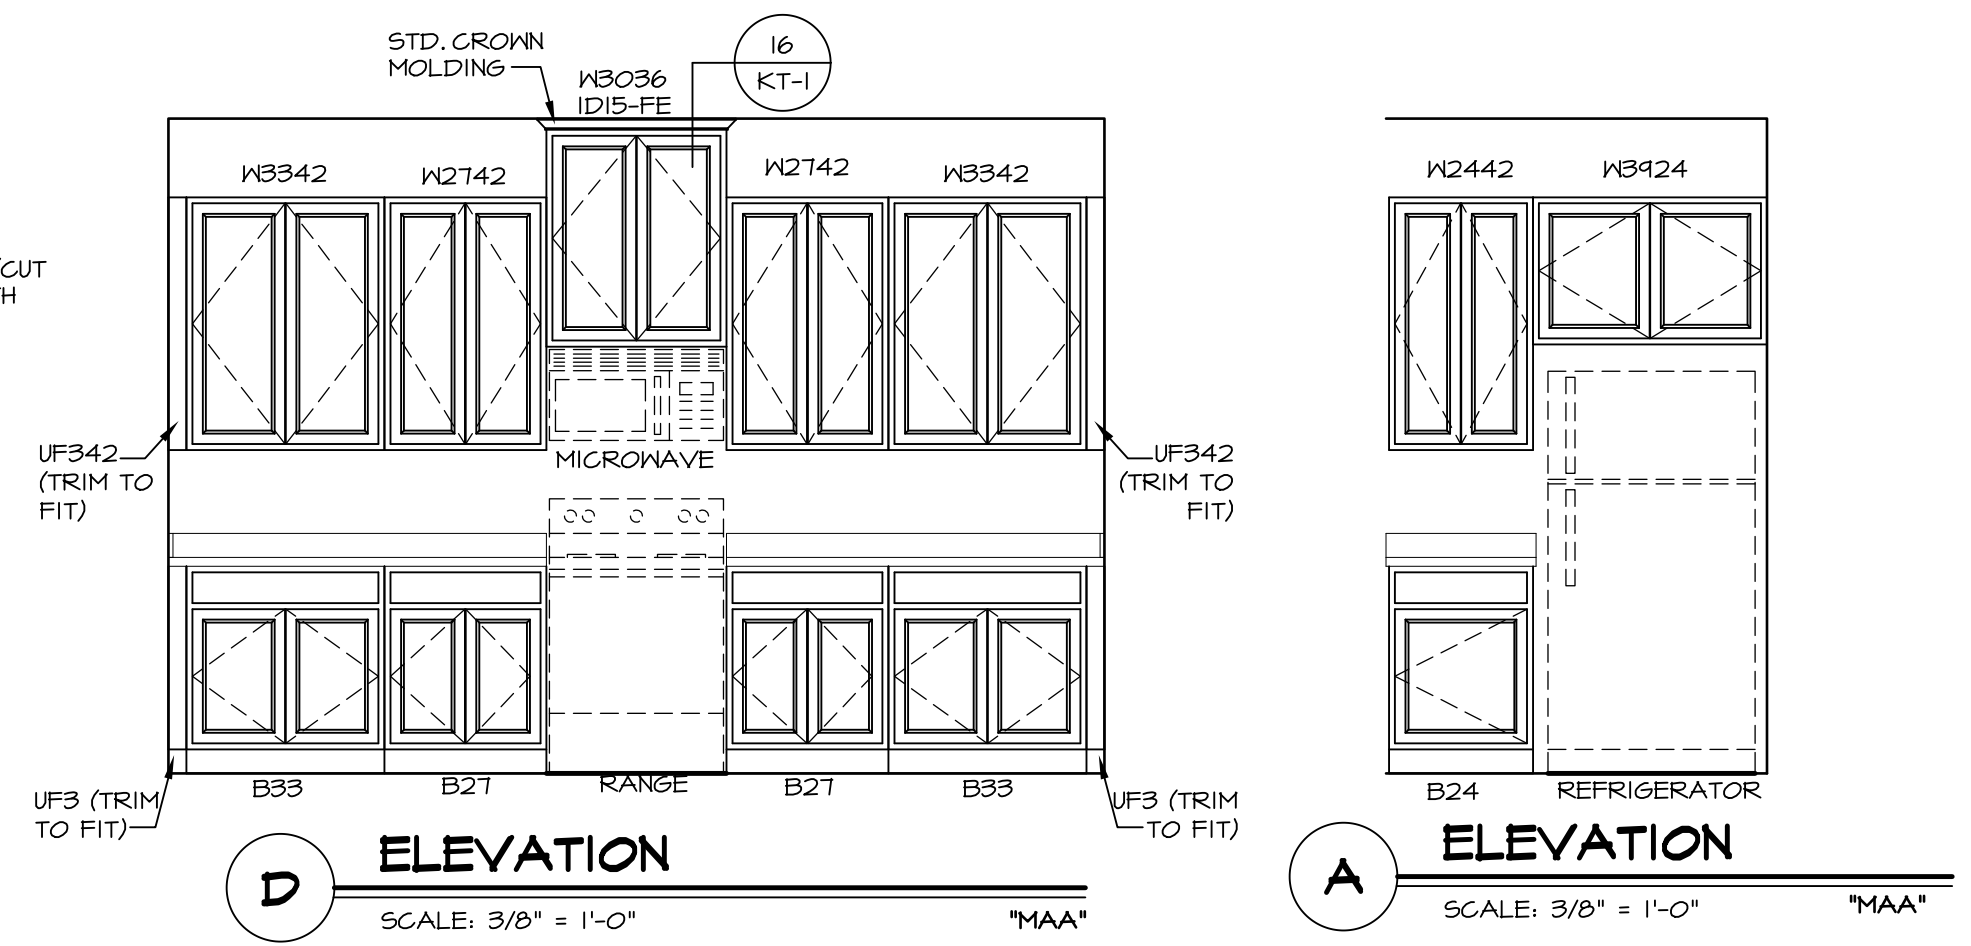 STD. CROWN
MOLDING
W3036
1D15-FE
16
KT-1
W3342
W2742
W2742
W3342
CUT
H
UF342
(TRIM TO
FIT)
MICROWAVE
UF342
(TRIM TO
FIT)
UF3 (TRIM
TO FIT)
B33
B27
RANGE
B27
B33
UF3 (TRIM
TO FIT)
D
ELEVATION
SCALE: 3/8" = 1'-0"
"MAA"
W2442
W3924
B24
REFRIGERATOR
A
ELEVATION
SCALE: 3/8" = 1'-0"
"MAA"